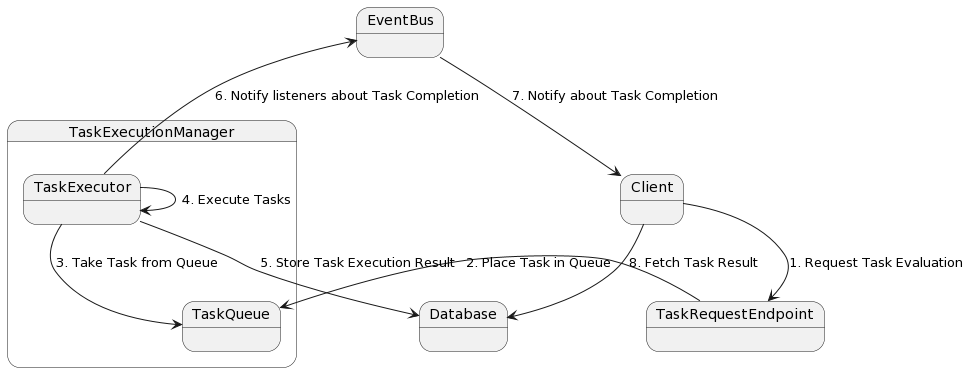 EventBus
6. Notify listeners about Task Completion
7. Notify about Task Completion
TaskExecutionManager
TaskExecutor
Client
4. Execute Tasks
3. Take Task from Queue
5. Store Task Execution Result
2. Place Task in Queue
8. Fetch Task Result
1. Request Task Evaluation
TaskQueue
Database
TaskRequestEndpoint